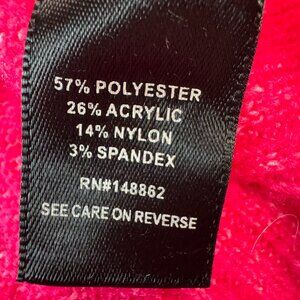 57% POLYESTER
26% ACRYLIC
14% NYLON
3% SPANDEX
RN#148862
SEE CARE ON REVERSE